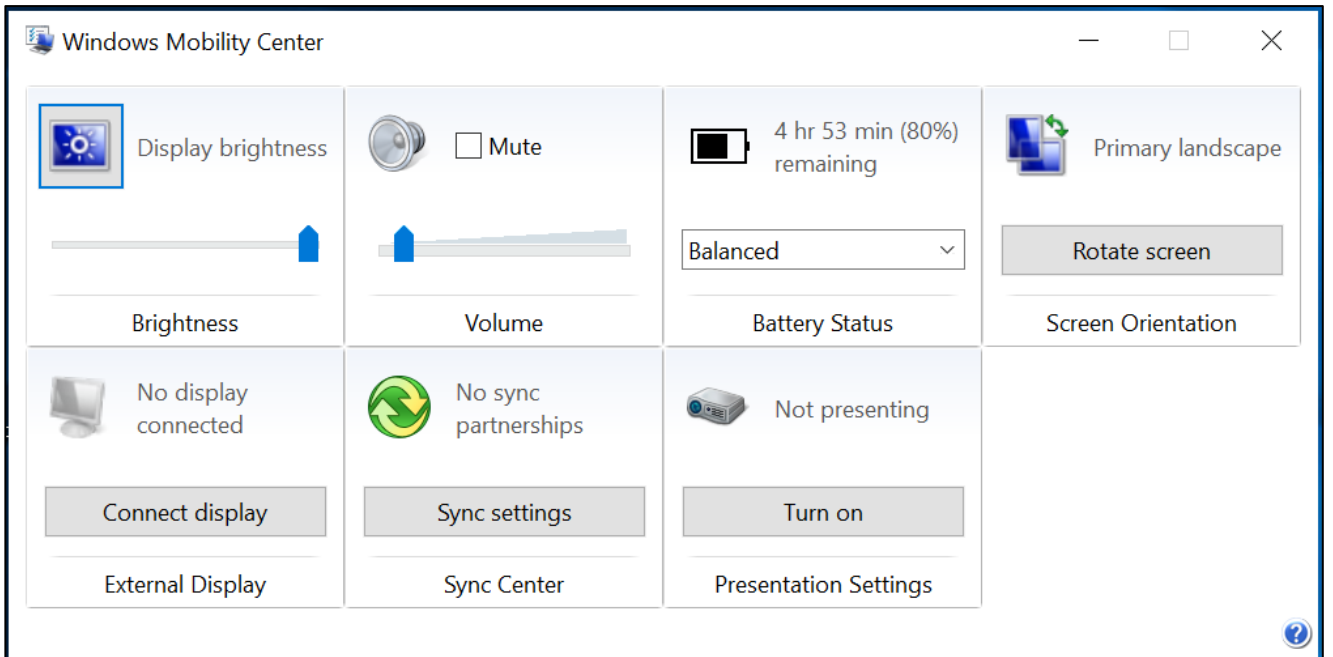 Windows Mobility Center
Display brightness
Brightness
Mute
Volume
4 hr 53 min (80%)
remaining
Balanced
Battery Status
Primary landscape
Rotate screen
Screen Orientation
No display
connected
Connect display
External Display
No sync
partnerships
Sync settings
Sync Center
Not presenting
Turn on
Presentation Settings
?